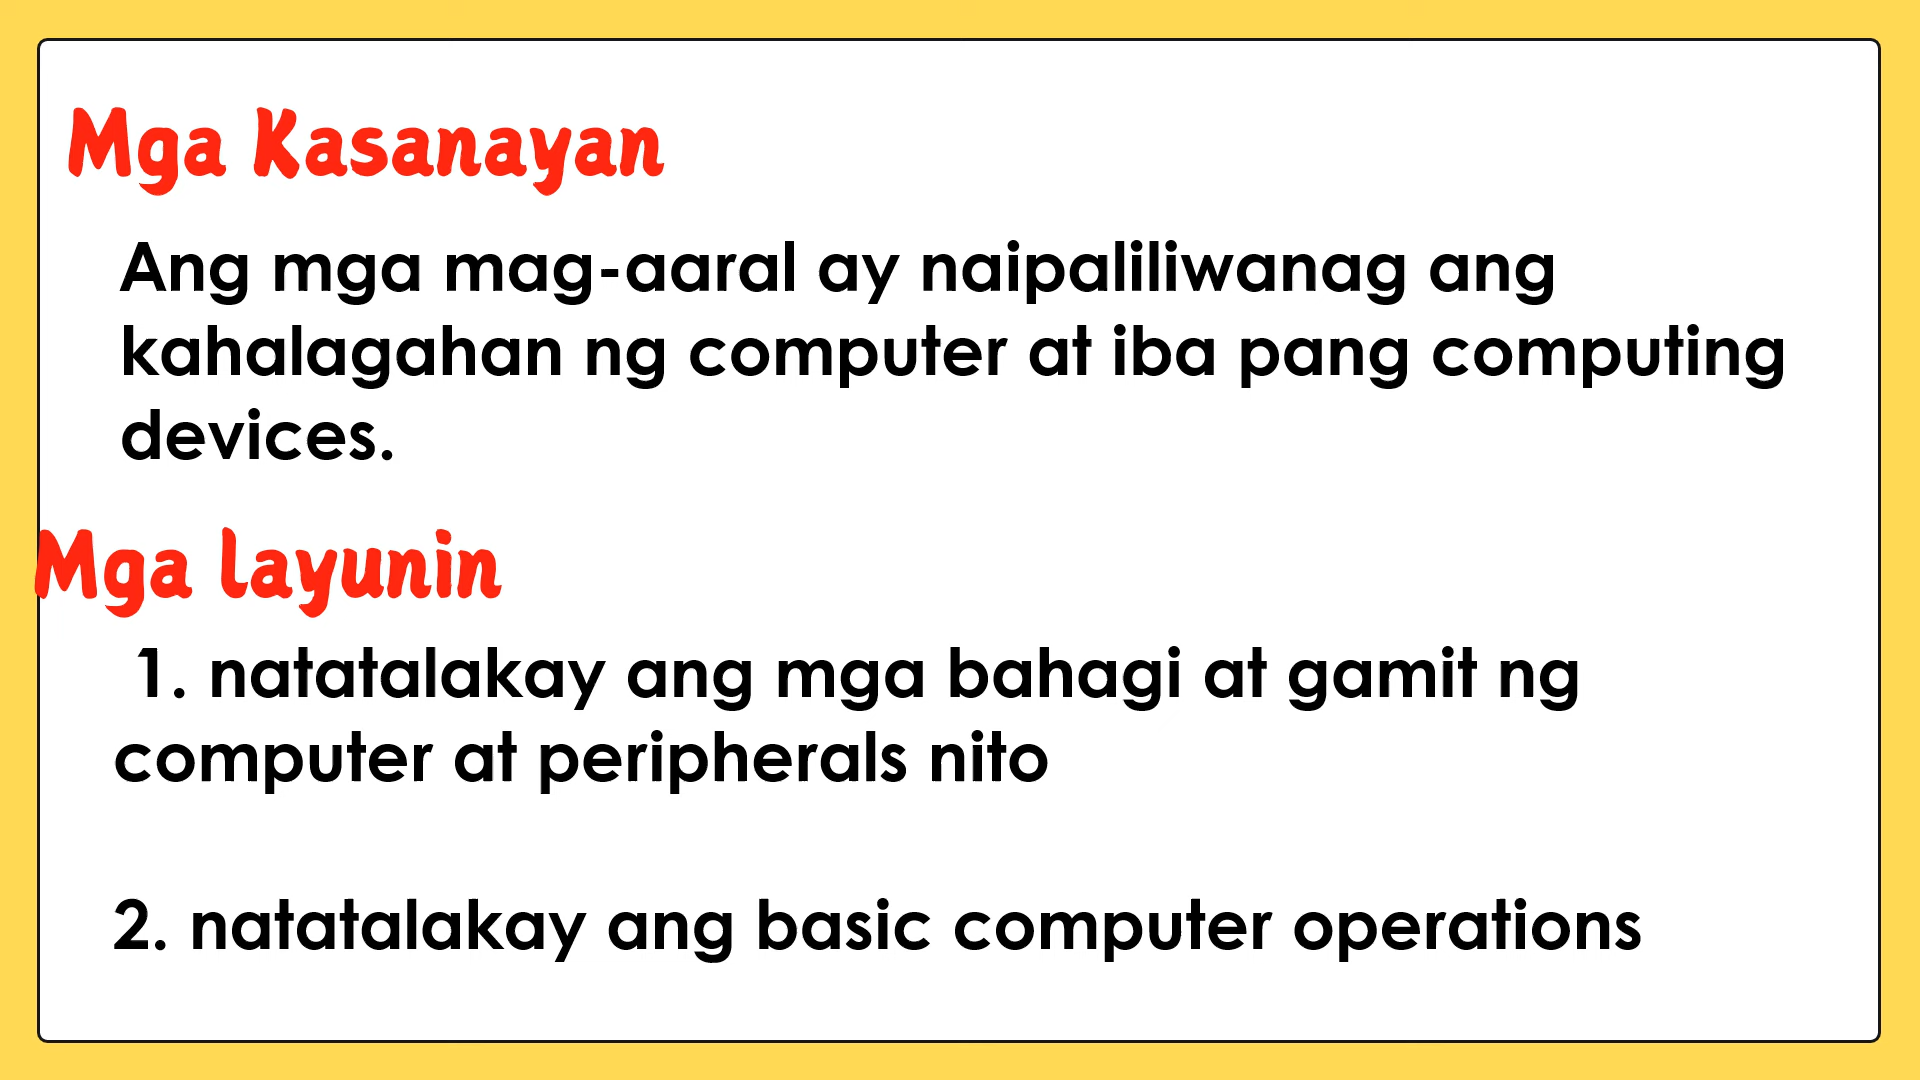 Mga Kasanayan
Ang mga mag-aaral ay naipaliliwanag ang
kahalagahan ng computer at iba pang computing
devices.
Mga layunin
1. natatalakay ang mga bahagi at gamit ng
computer at peripherals nito
2. natatalakay ang basic computer operations